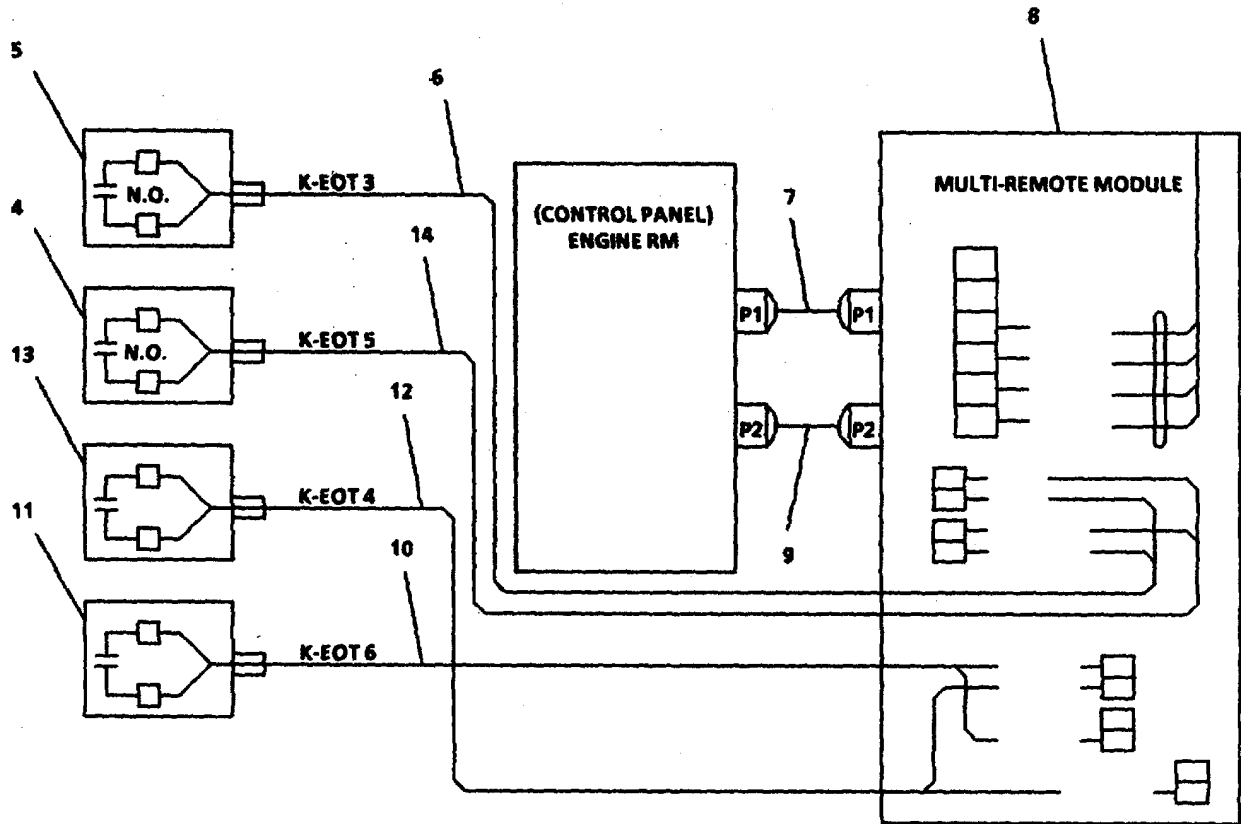 8
5
6
K-EOT 3
N.O.
(CONTROL PANEL)
ENGINE RM
MULTI-REMOTE MODULE
7
4
14
P1
P1
K-EOT 5
N.O.
13
12
P2
P2
K-EOT 4
11
10
9
K-EOT 6